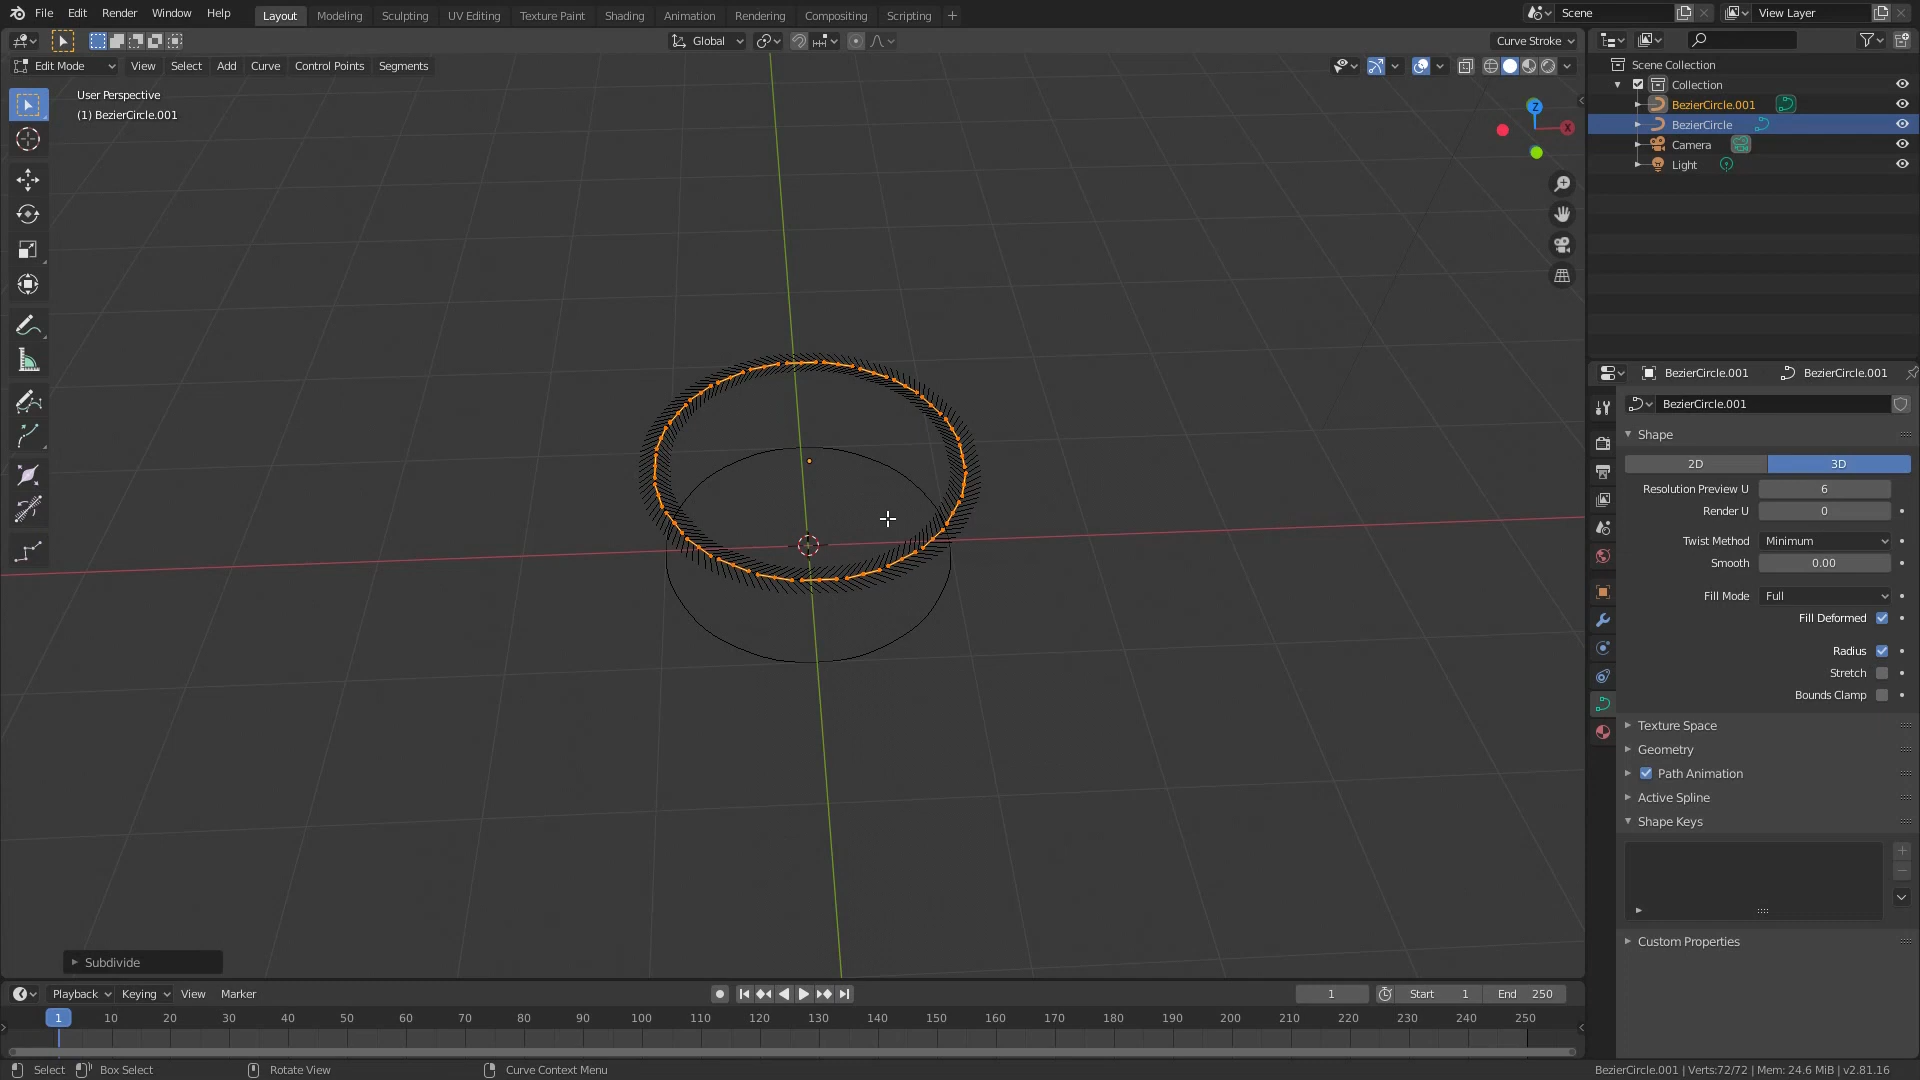 File Edit Render Window Help Layout Modeling Sculpting UV Editing Texture Paint Shading Animation Rendering Compositing Scripting + Scene View Layer
Global Curve Stroke
Edit Mode View Select Add Curve Control Points Segments
User Perspective
(1) BezierCircle.001
Z
X
Subdivide
Scene Collection
Collection
BezierCircle.001
BezierCircle
Camera
Light
BezierCircle.001 BezierCircle.001
BezierCircle.001
Shape
2D 3D
Resolution Preview U 6
Render U 0
Twist Method Minimum
Smooth 0.00
Fill Mode Full
Fill Deformed
Radius
Stretch
Bounds Clamp
Texture Space
Geometry
Path Animation
Active Spline
Shape Keys
Custom Properties
Playback Keying View Marker 1 Start 1 End 250
1 10 20 30 40 50 60 70 80 90 100 110 120 130 140 150 160 170 180 190 200 210 220 230 240 250
Select Box Select Rotate View Curve Context Menu BezierCircle.001 | Verts:72/72 | Mem: 24.6 MiB | v2.81.16